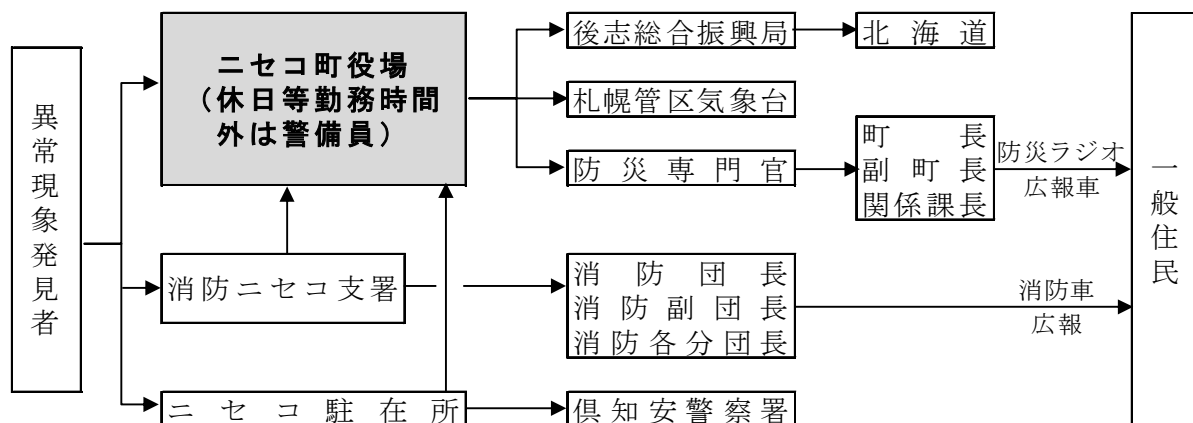 異常現象発見者
ニセコ町役場
（休日等勤務時間
外は警備員）
消防ニセコ支署
ニセコ駐在所
後志総合振興局
北海道
札幌管区気象台
防災専門官
町長
副町長
関係課長
防災ラジオ
広報車
消防団長
消防副団長
消防各分団長
消防車
広報
倶知安警察署
一般住民